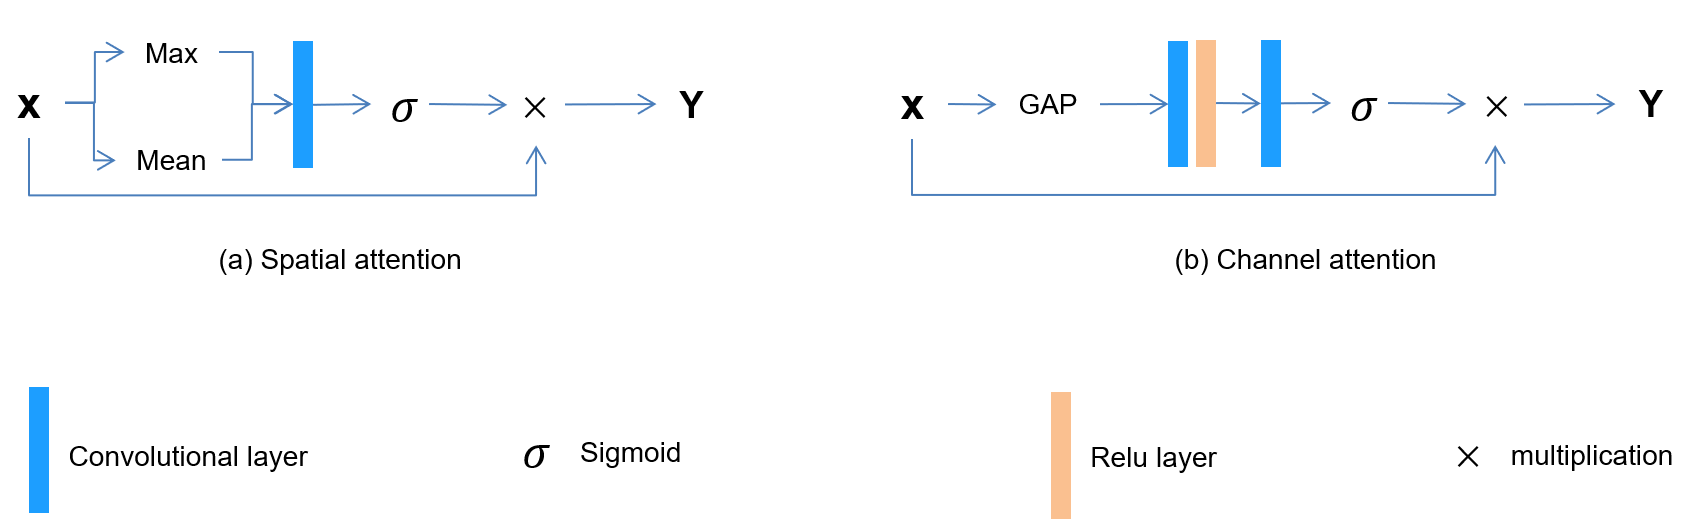 x
Max
Mean
σ
×
Y
(a) Spatial attention
x
GAP
σ
×
Y
(b) Channel attention
Convolutional layer
σ Sigmoid
Relu layer
× multiplication